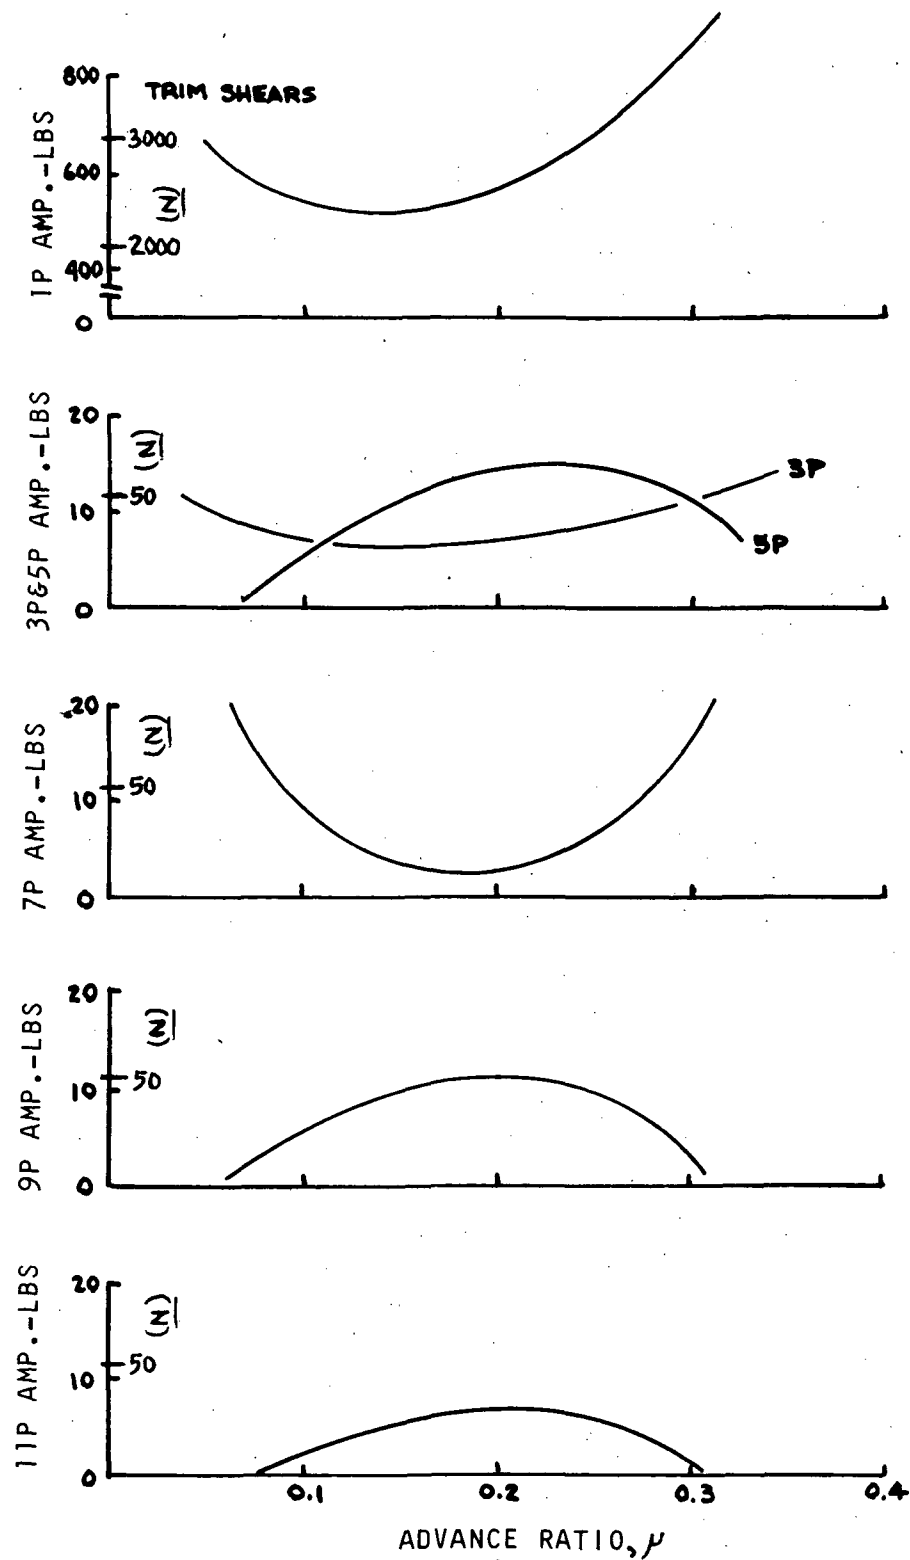 800
TRIM SHEARS
3000
600
(N)
2000
400
0
1P AMP.-LBS
20
(N)
50
10
0
3P&5P AMP.-LBS
3P
5P
20
(N)
50
10
0
7P AMP.-LBS
20
(N)
50
10
0
9P AMP.-LBS
20
(N)
50
10
0
11P AMP.-LBS
0.1 0.2 0.3 0.4
ADVANCE RATIO, μ